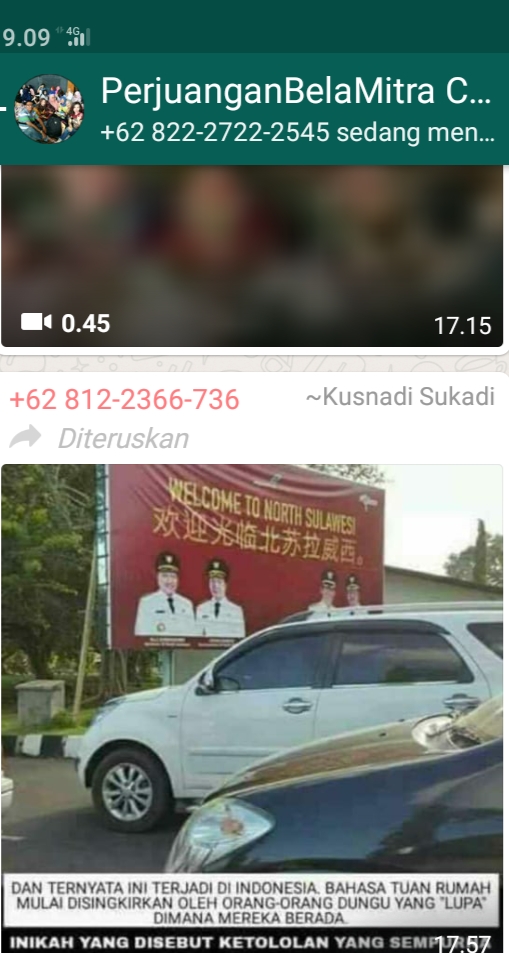 9.09 4G
PerjuanganBelaMitra C...
+62 822-2722-2545 sedang men...
0.45
17.15
+62 812-2366-736
~Kusnadi Sukadi
Diteruskan
WELCOME TO NORTH SULAWESI
欢迎光临北苏拉威西。
DAN TERNYATA INI TERJADI DI INDONESIA. BAHASA TUAN RUMAH
MULAI DISINGKIRKAN OLEH ORANG-ORANG DUNGU YANG "LUPA"
DIMANA MEREKA BERADA.
INIKAH YANG DISEBUT KETOLOLAN YANG SEMPURNA
17.57